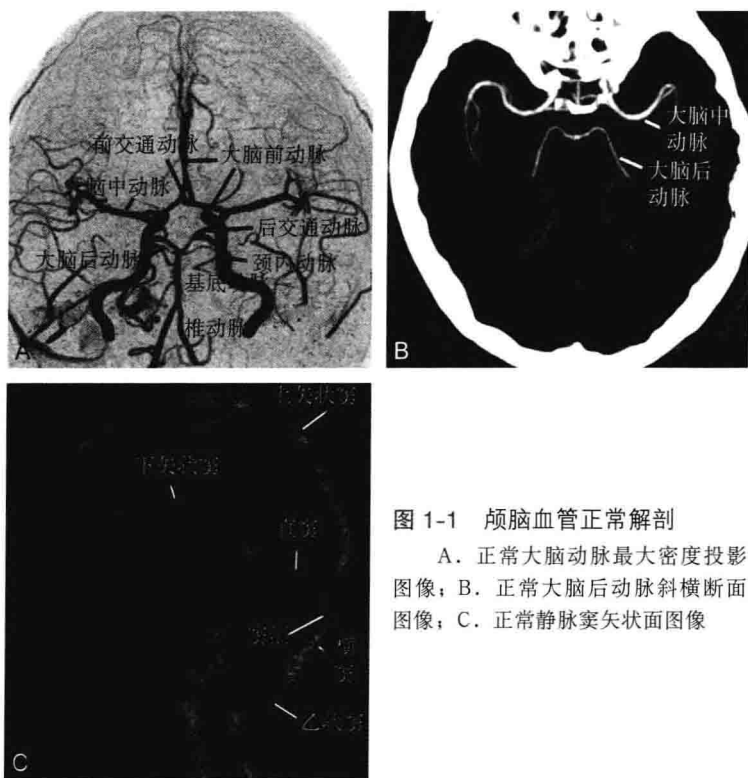 前交通动脉
大脑前动脉
脑中动脉
后交通动脉
大脑后动脉
颈内动脉
基底
椎动脉
A
大脑中
动脉
大脑后
动脉
B
上矢状窦
下矢状窦
直窦
乙状窦
C
图 1-1 颅脑血管正常解剖
A．正常大脑动脉最大密度投影
图像；B．正常大脑后动脉斜横断面
图像；C．正常静脉窦矢状面图像